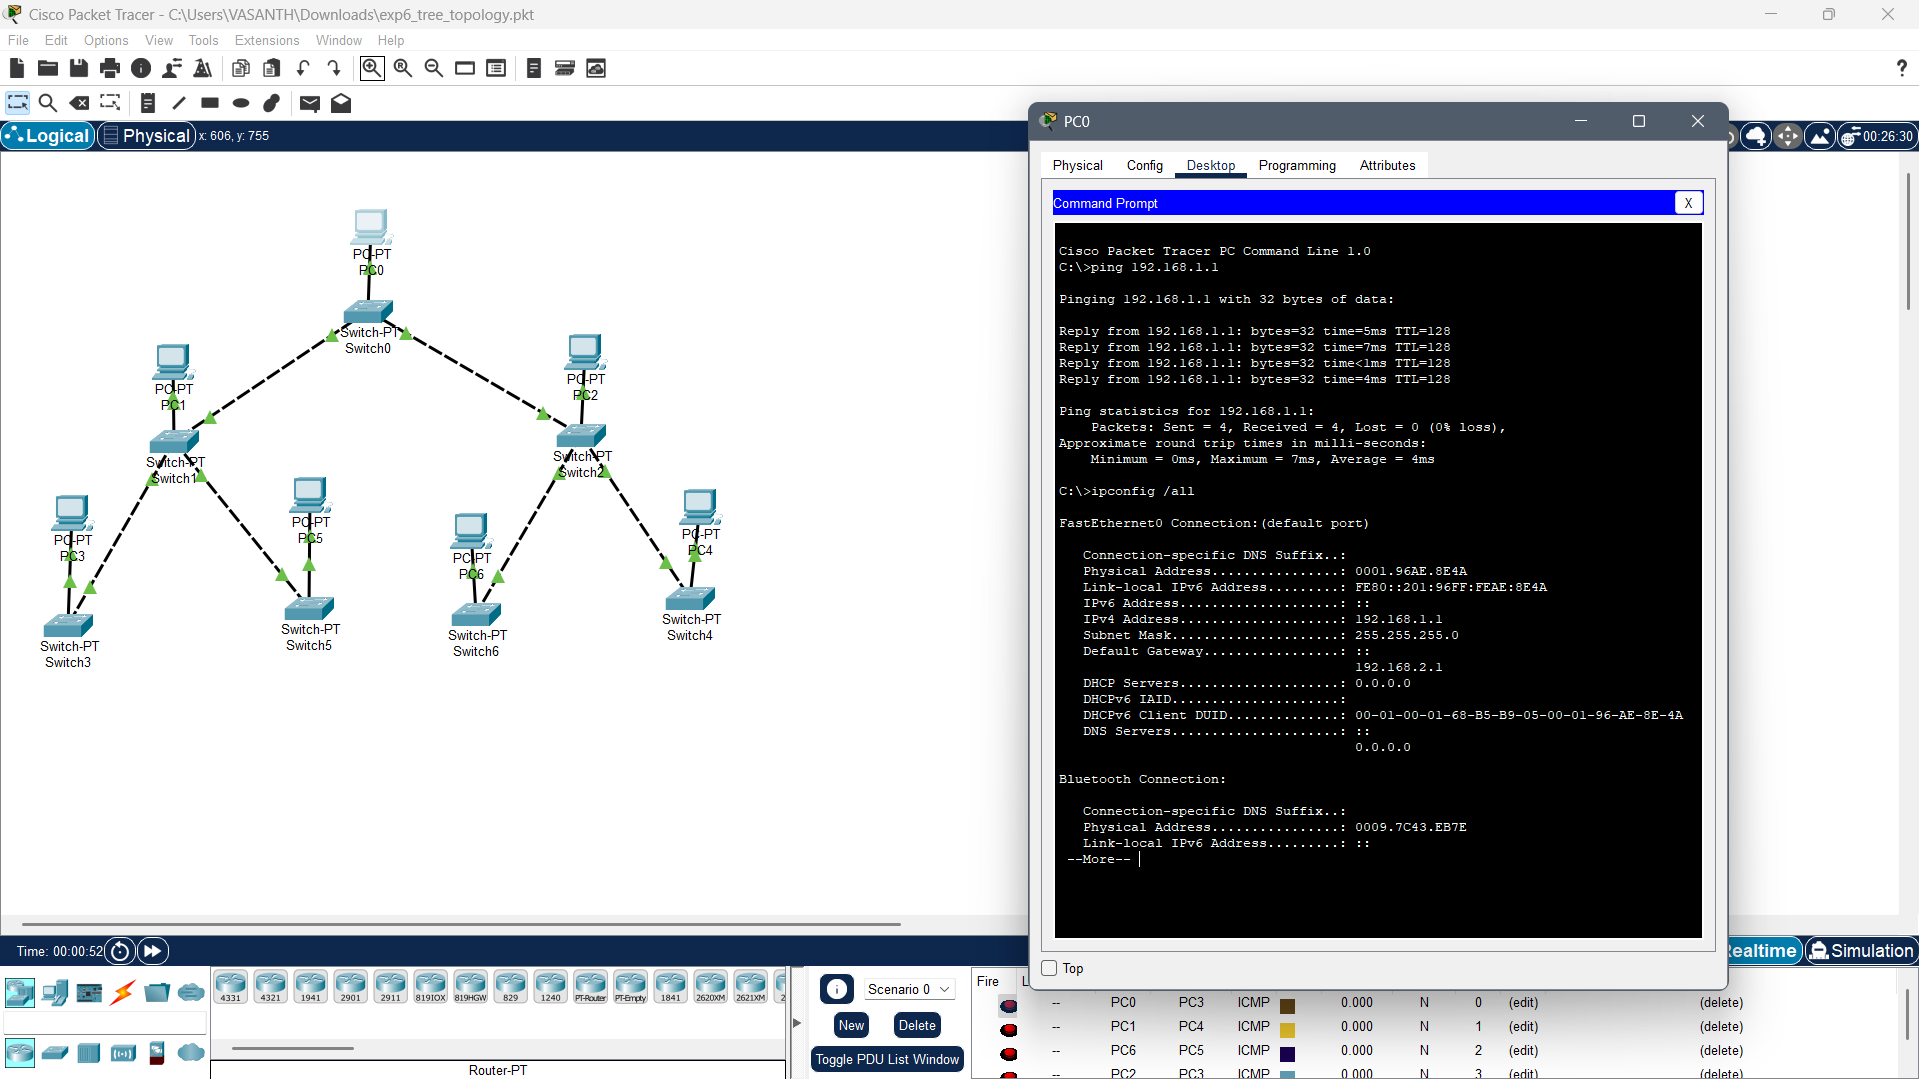 Cisco Packet Tracer - C:\Users\VASANTH\Downloads\exp6_tree_topology.pkt
File Edit Options View Tools Extensions Window Help
?
Logical Physical x: 606, y: 755
00:26:30
PC-PT
PC0
Switch-PT
Switch0
PC-PT
PC1
PC-PT
PC2
Switch-PT
Switch1
Switch-PT
Switch2
PC-PT
PC3
PC-PT
PC5
PC-PT
PC6
PC-PT
PC4
Switch-PT
Switch3
Switch-PT
Switch5
Switch-PT
Switch6
Switch-PT
Switch4
PC0
Physical Config Desktop Programming Attributes
Command Prompt X
Cisco Packet Tracer PC Command Line 1.0
C:\>ping 192.168.1.1
Pinging 192.168.1.1 with 32 bytes of data:
Reply from 192.168.1.1: bytes=32 time=5ms TTL=128
Reply from 192.168.1.1: bytes=32 time=7ms TTL=128
Reply from 192.168.1.1: bytes=32 time<1ms TTL=128
Reply from 192.168.1.1: bytes=32 time=4ms TTL=128
Ping statistics for 192.168.1.1:
Packets: Sent = 4, Received = 4, Lost = 0 (0% loss),
Approximate round trip times in milli-seconds:
Minimum = 0ms, Maximum = 7ms, Average = 4ms
C:\>ipconfig /all
FastEthernet0 Connection:(default port)
Connection-specific DNS Suffix..:
Physical Address................: 0001.96AE.8E4A
Link-local IPv6 Address.........: FE80::201:96FF:FEAE:8E4A
IPv6 Address....................: ::
IPv4 Address....................: 192.168.1.1
Subnet Mask.....................: 255.255.255.0
Default Gateway.................: ::
192.168.2.1
DHCP Servers....................: 0.0.0.0
DHCPv6 IAID.....................:
DHCPv6 Client DUID..............: 00-01-00-01-68-B5-B9-05-00-01-96-AE-8E-4A
DNS Servers.....................: ::
0.0.0.0
Bluetooth Connection:
Connection-specific DNS Suffix..:
Physical Address................: 0009.7C43.EB7E
Link-local IPv6 Address.........: ::
--More--
Top
Time: 00:00:52
Realtime Simulation
4331 4321 1941 2901 2911 819IOX 819HGW 829 1240 PT-Router PT-Empty 1841 2620XM 2621XM 2
Router-PT
Scenario 0
New Delete
Toggle PDU List Window
Fire L
-- PC0 PC3 ICMP 0.000 N 0 (edit) (delete)
-- PC1 PC4 ICMP 0.000 N 1 (edit) (delete)
-- PC6 PC5 ICMP 0.000 N 2 (edit) (delete)
-- PC2 PC3 ICMP 0.000 N 3 (edit) (delete)